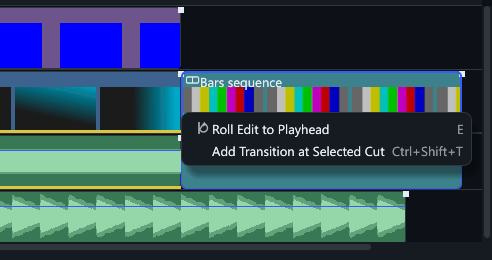 Bars sequence
Roll Edit to Playhead E
Add Transition at Selected Cut Ctrl+Shift+T